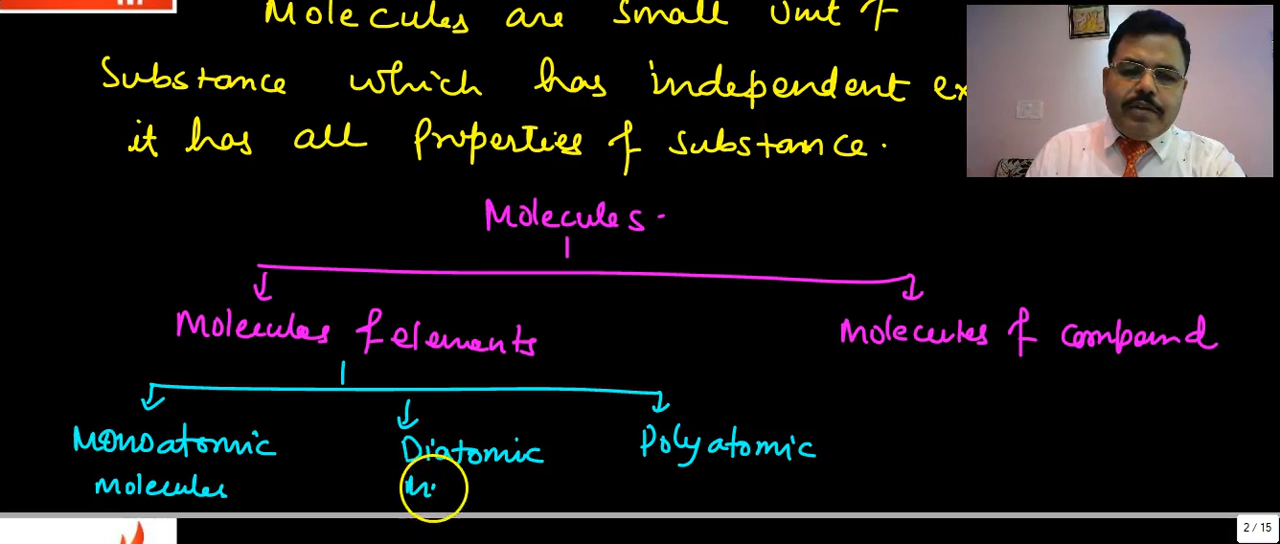 Molecules are small unit of
substance which has independent ex
it has all properties of substance.
Molecules.
Molecules of elements
Molecules of compound
Monoatomic
molecules
Diatomic
M.
Polyatomic
2 / 15